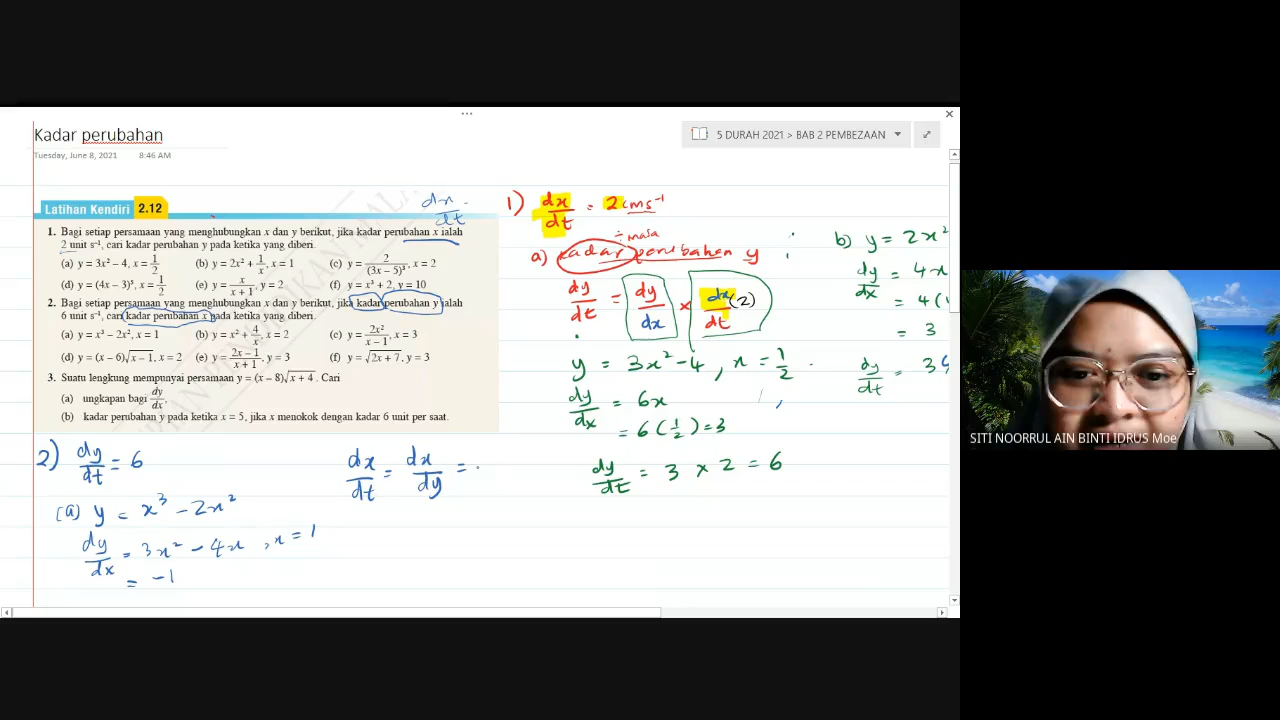 Kadar perubahan
Tuesday, June 8, 2021 8:46 AM
5 DURAH 2021 > BAB 2 PEMBEZAAN
Latihan Kendiri 2.12
dx/dt
1. Bagi setiap persamaan yang menghubungkan x dan y berikut, jika kadar perubahan x ialah
2 unit s⁻¹, cari kadar perubahan y pada ketika yang diberi.
(a) y = 3x² – 4, x = 1/2 (b) y = 2x² + 1/x, x = 1 (c) y = 2/(3x – 5)³, x = 2
(d) y = (4x – 3)⁵, x = 1/2 (e) y = x/(x + 1), y = 2 (f) y = x³ + 2, y = 10
2. Bagi setiap persamaan yang menghubungkan x dan y berikut, jika kadar perubahan y ialah
6 unit s⁻¹, cari kadar perubahan x pada ketika yang diberi.
(a) y = x³ – 2x², x = 1 (b) y = x² + 4/x, x = 2 (c) y = 2x²/(x – 1), x = 3
(d) y = (x – 6)√(x – 1), x = 2 (e) y = (2x – 1)/(x + 1), y = 3 (f) y = √(2x + 7), y = 3
3. Suatu lengkung mempunyai persamaan y = (x – 8)√(x + 4). Cari
(a) ungkapan bagi dy/dx,
(b) kadar perubahan y pada ketika x = 5, jika x menokok dengan kadar 6 unit per saat.
2) dy/dt = 6
(a) y = x³ – 2x²
dy/dx = 3x² – 4x , x = 1
= –1
dx/dt = dx/dy =
1) dx/dt = 2 cms⁻¹
÷ masa
a) kadar perubahan y
dy/dt = dy/dx × dx/dt (2)
y = 3x² – 4 , x = 1/2
dy/dx = 6x
= 6(1/2) = 3
dy/dt = 3 × 2 = 6
b) y = 2x²
dy/dx = 4x
= 4(
= 3
dy/dt = 3
SITI NOORRUL AIN BINTI IDRUS Moe